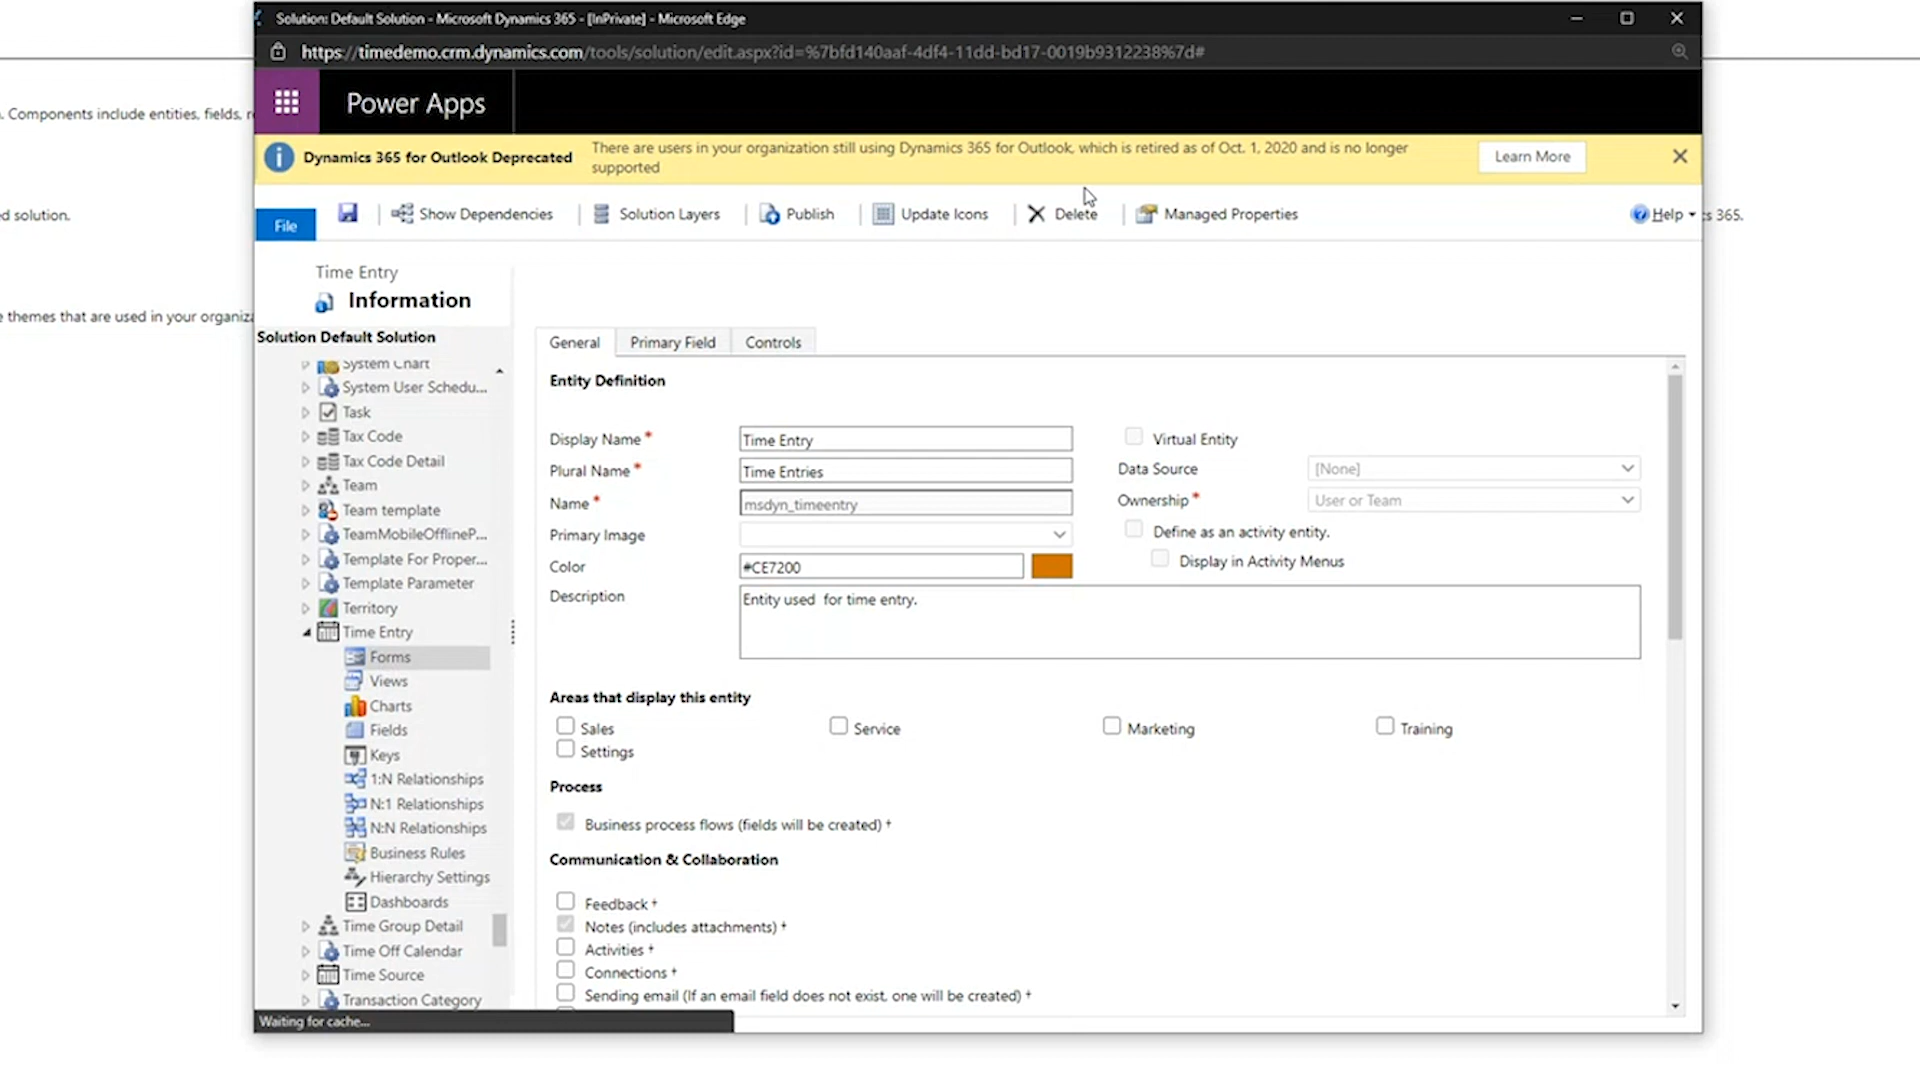 Solution: Default Solution - Microsoft Dynamics 365 - [InPrivate] - Microsoft Edge
https://timedemo.crm.dynamics.com/tools/solution/edit.aspx?id=%7bfd140aaf-4df4-11dd-bd17-0019b9312238%7d#
Power Apps
. Components include entities, fields, r
Dynamics 365 for Outlook Deprecated
There are users in your organization still using Dynamics 365 for Outlook, which is retired as of Oct. 1, 2020 and is no longer
supported
Learn More
File
Show Dependencies
Solution Layers
Publish
Update Icons
Delete
Managed Properties
Help
d solution.
s 365.
Time Entry
Information
e themes that are used in your organiza
Solution Default Solution
System Chart
System User Schedu...
Task
Tax Code
Tax Code Detail
Team
Team template
TeamMobileOfflineP...
Template For Proper...
Template Parameter
Territory
Time Entry
Forms
Views
Charts
Fields
Keys
1:N Relationships
N:1 Relationships
N:N Relationships
Business Rules
Hierarchy Settings
Dashboards
Time Group Detail
Time Off Calendar
Time Source
Transaction Category
General
Primary Field
Controls
Entity Definition
Display Name *
Time Entry
Virtual Entity
Plural Name *
Time Entries
Data Source
[None]
Name *
msdyn_timeentry
Ownership *
User or Team
Primary Image
Define as an activity entity.
Color
#CE7200
Display in Activity Menus
Description
Entity used  for time entry.
Areas that display this entity
Sales
Service
Marketing
Training
Settings
Process
Business process flows (fields will be created) †
Communication & Collaboration
Feedback †
Notes (includes attachments) †
Activities †
Connections †
Sending email (If an email field does not exist, one will be created) †
Waiting for cache...